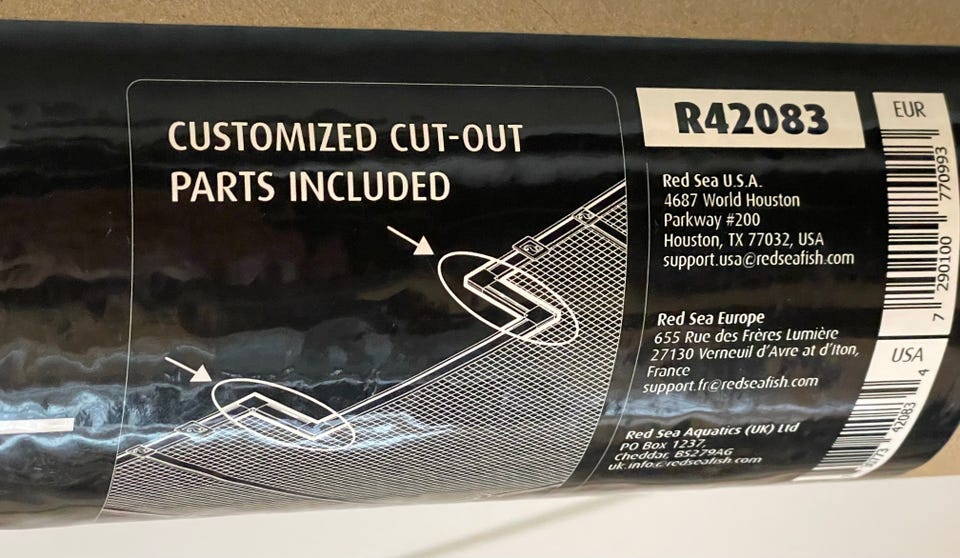 CUSTOMIZED CUT-OUT
PARTS INCLUDED
R42083
Red Sea U.S.A.
4687 World Houston
Parkway #200
Houston, TX 77032, USA
support.usa@redseafish.com
Red Sea Europe
655 Rue des Frères Lumière
27130 Verneuil d'Avre at d'Iton,
France
support.fr@redseafish.com
Red Sea Aquatics (UK) Ltd
PO Box 1237,
Cheddar, BS279AG
uk.info@redseafish.com
EUR
7 290100 770993
USA
42083 4